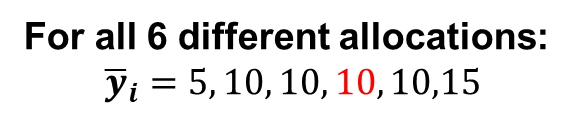 For all 6 different allocations:
ȳᵢ = 5, 10, 10, 10, 10,15